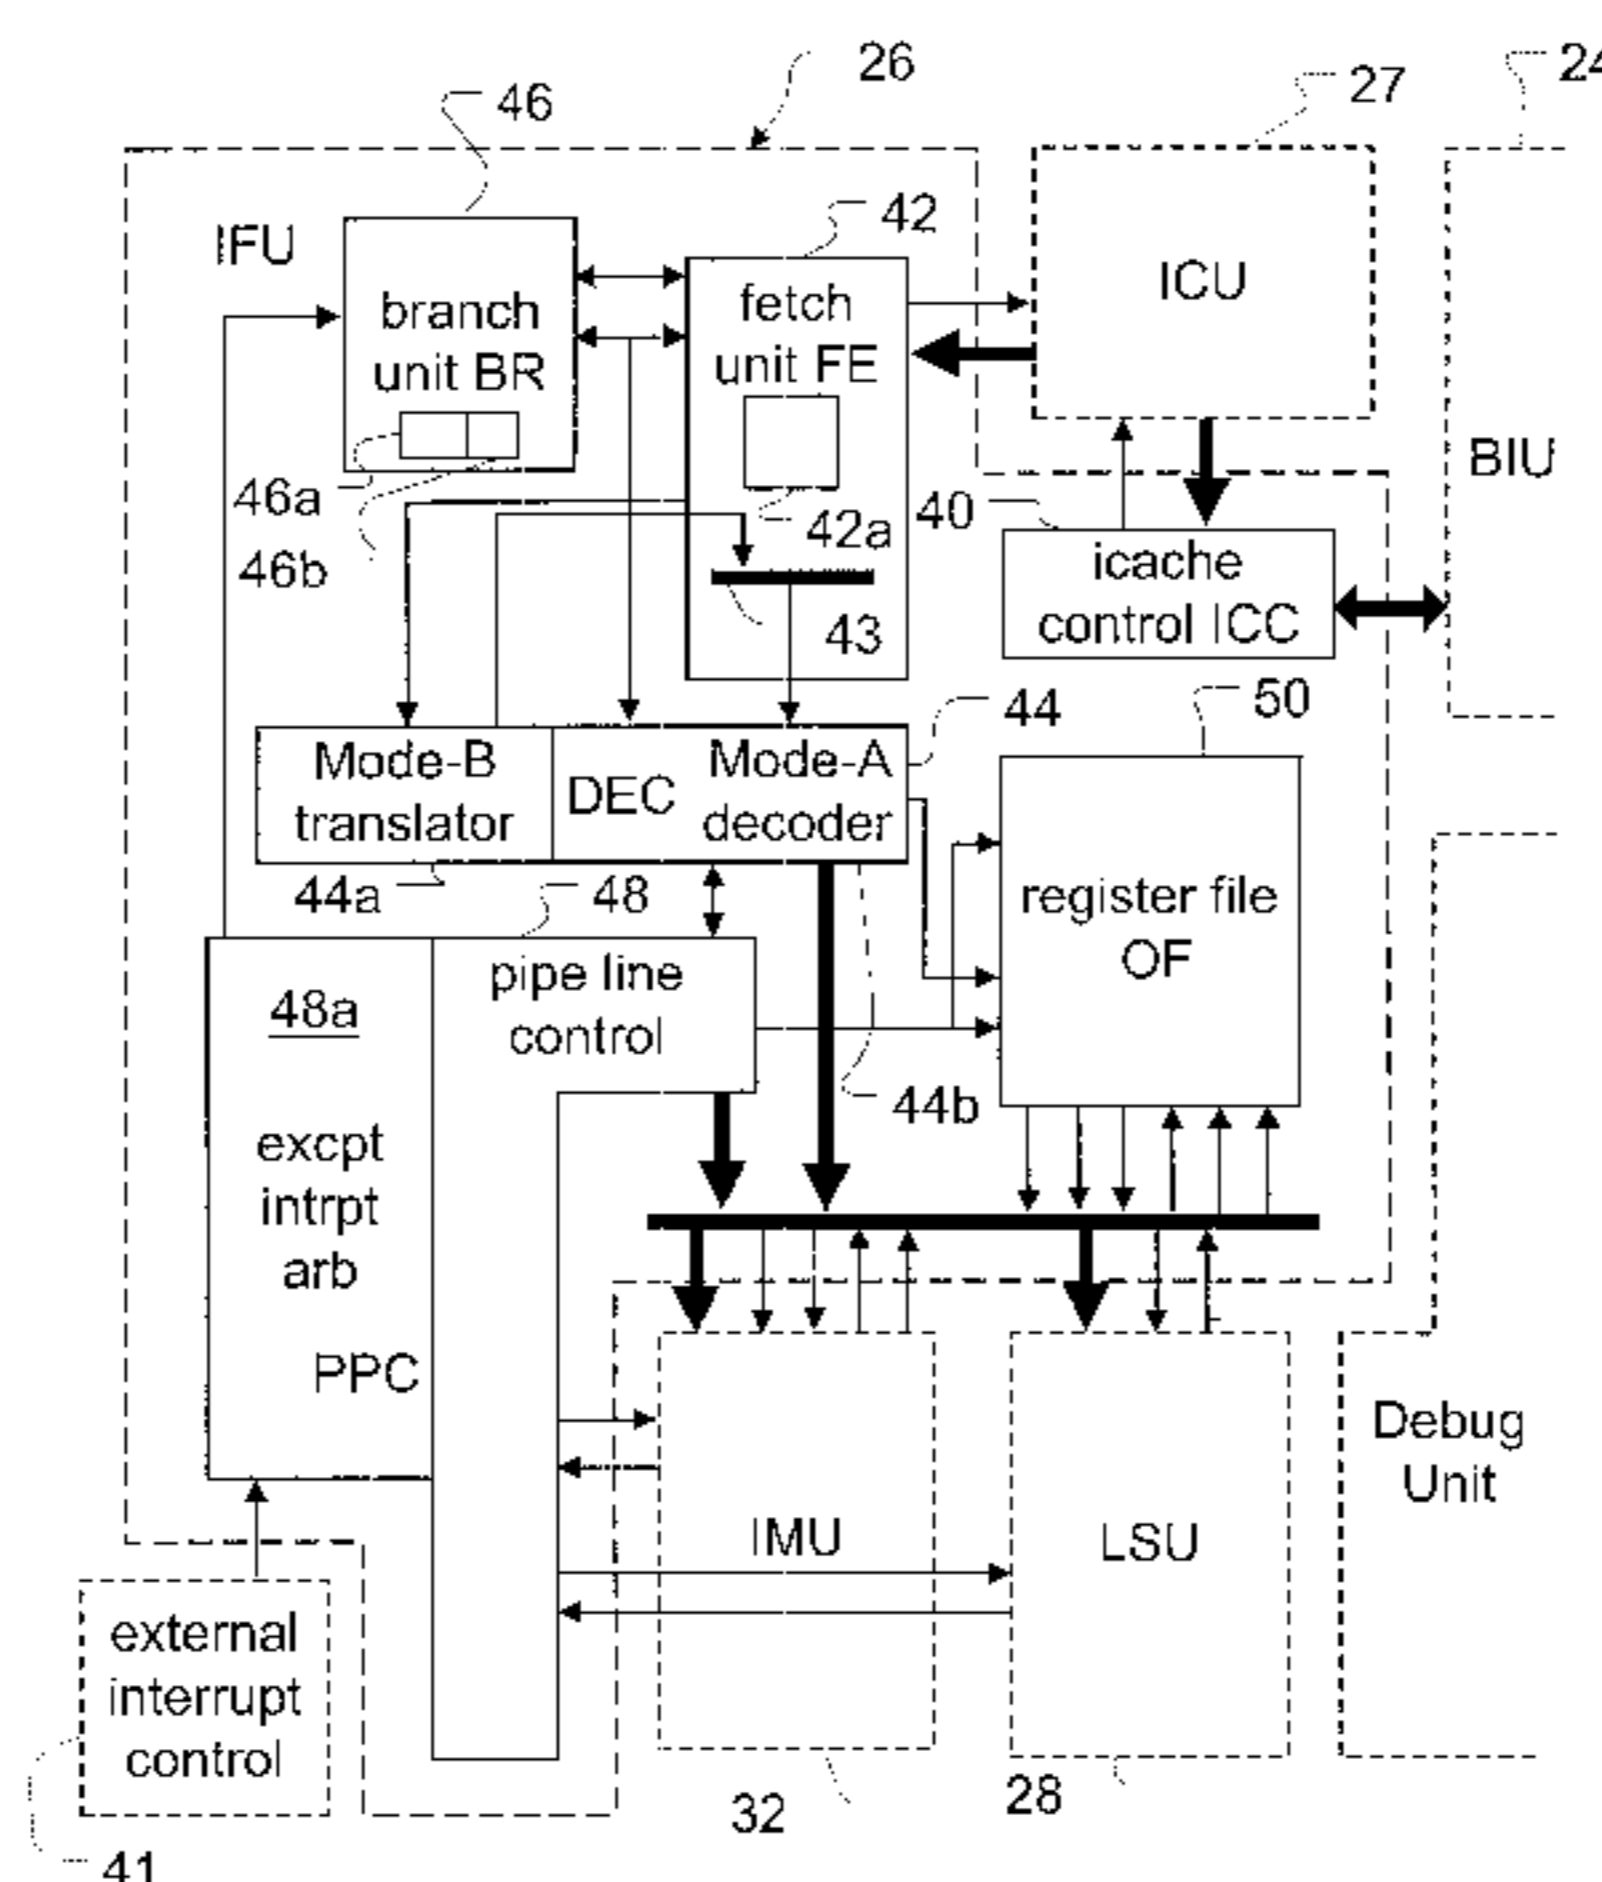 26
27
24
46
42
IFU
branch
unit BR
fetch
unit FE
ICU
BIU
46a
46b
42a
43
40
icache
control ICC
44
50
Mode-B
translator
DEC
Mode-A
decoder
44a
48
register file
OF
48a
pipe line
control
44b
excpt
intrpt
arb
PPC
IMU
LSU
Debug
Unit
external
interrupt
control
32
28
41